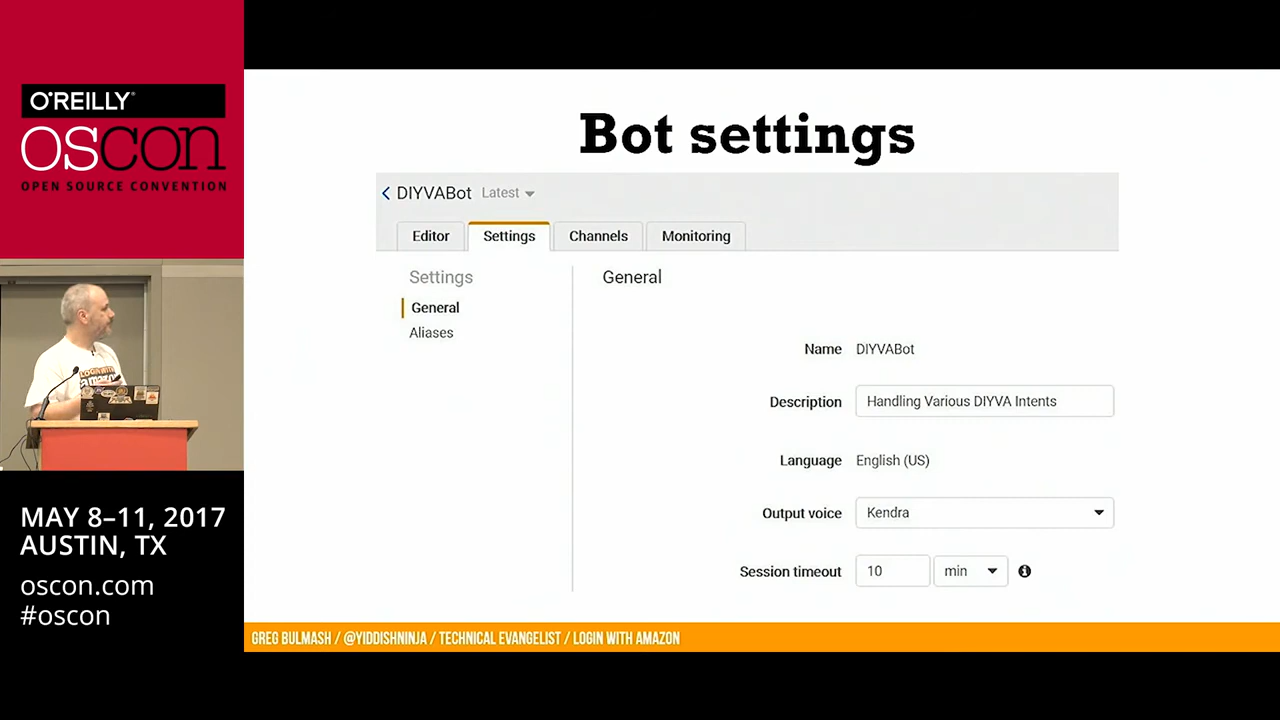 O'REILLY®
OSCON
OPEN SOURCE CONVENTION
MAY 8–11, 2017
AUSTIN, TX
oscon.com
#oscon
Bot settings
DIYVABot Latest
Editor Settings Channels Monitoring
Settings
General
Aliases
General
Name DIYVABot
Description Handling Various DIYVA Intents
Language English (US)
Output voice Kendra
Session timeout 10 min
GREG BULMASH / @YIDDISHNINJA / TECHNICAL EVANGELIST / LOGIN WITH AMAZON
LOGIN WITH